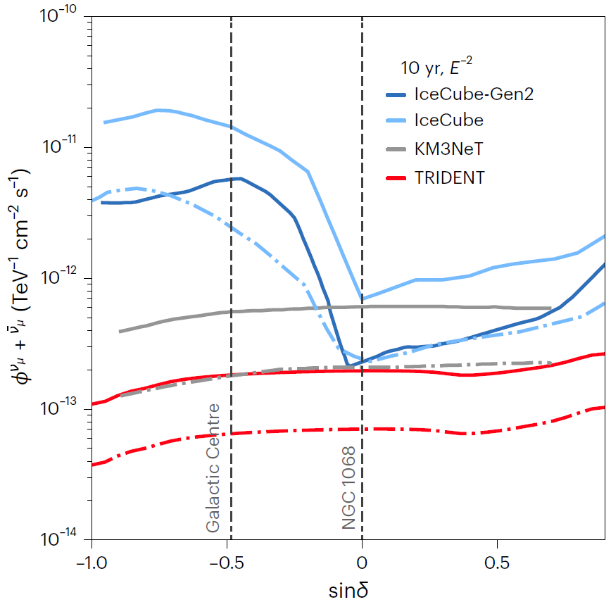 10⁻¹⁰
10 yr, E⁻²
IceCube-Gen2
IceCube
KM3NeT
TRIDENT
10⁻¹¹
10⁻¹²
10⁻¹³
10⁻¹⁴
ϕ^νμ + ν̄μ (TeV⁻¹ cm⁻² s⁻¹)
Galactic Centre
NGC 1068
−1.0
−0.5
0
0.5
sinδ